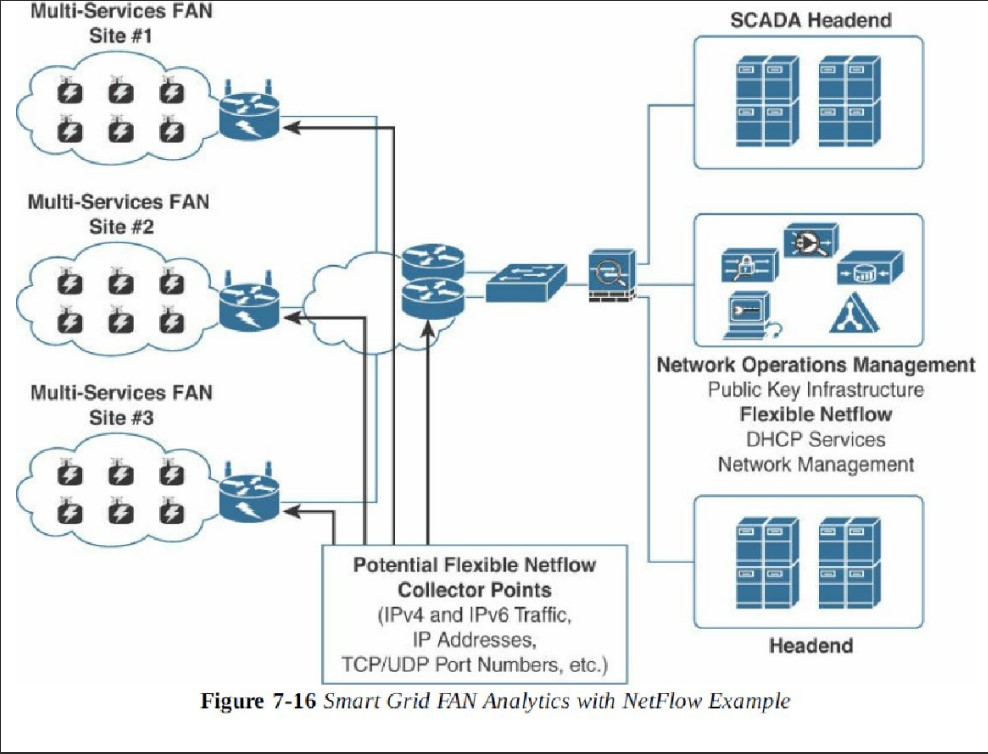 Multi-Services FAN
Site #1
SCADA Headend
Multi-Services FAN
Site #2
Network Operations Management
Public Key Infrastructure
Flexible Netflow
DHCP Services
Network Management
Multi-Services FAN
Site #3
Potential Flexible Netflow
Collector Points
(IPv4 and IPv6 Traffic,
IP Addresses,
TCP/UDP Port Numbers, etc.)
Headend
Figure 7-16 Smart Grid FAN Analytics with NetFlow Example